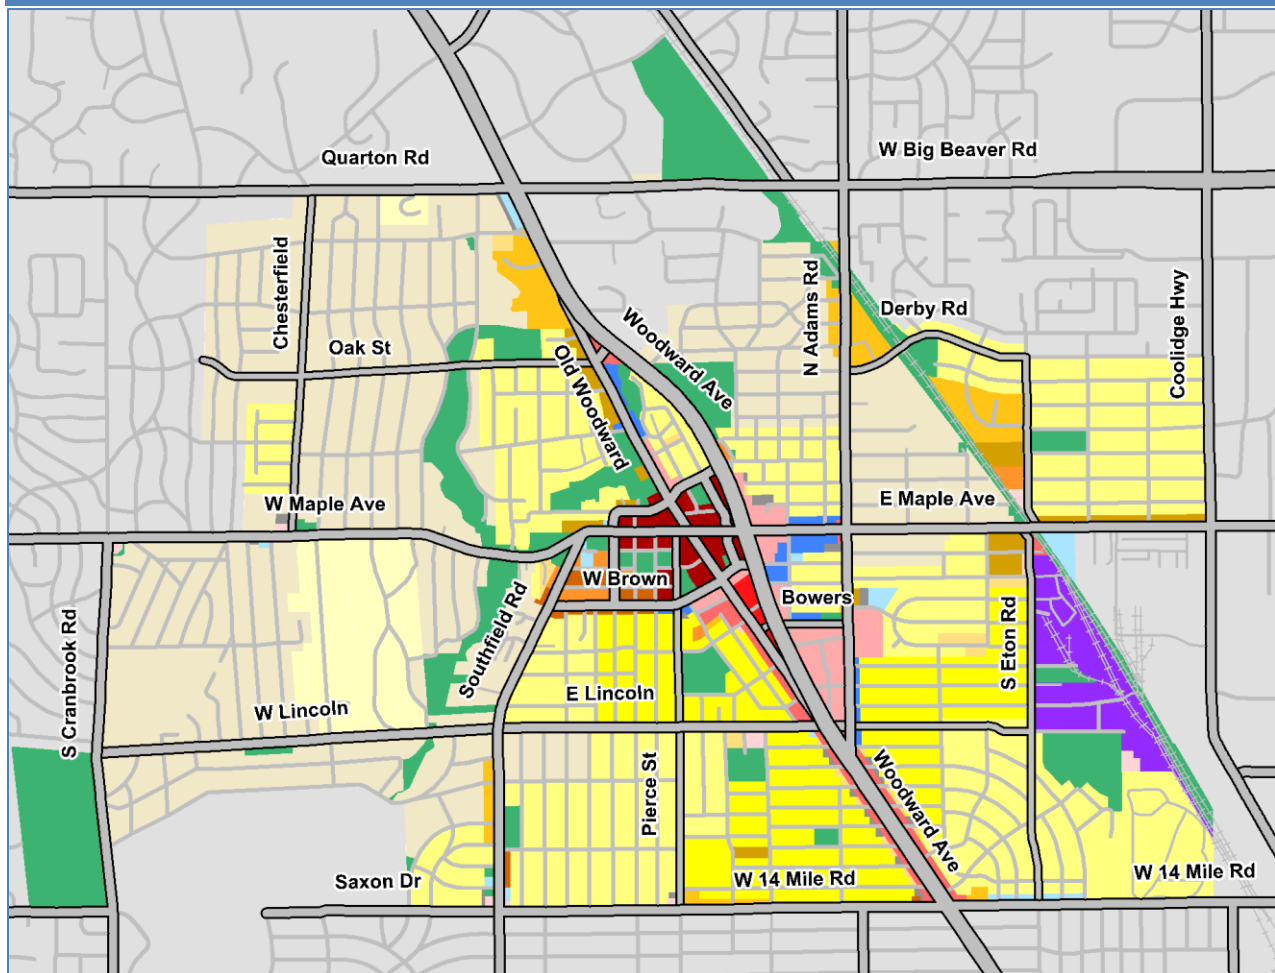 W Big Beaver Rd
Quarton Rd
Chesterfield
N Adams Rd
Coolidge Hwy
Derby Rd
Woodward Ave
Oak St
Old Woodward
W Maple Ave
E Maple Ave
W Brown
Bowers
S Cranbrook Rd
Southfield Rd
S Eton Rd
E Lincoln
W Lincoln
Pierce St
Woodward Ave
Saxon Dr
W 14 Mile Rd
W 14 Mile Rd